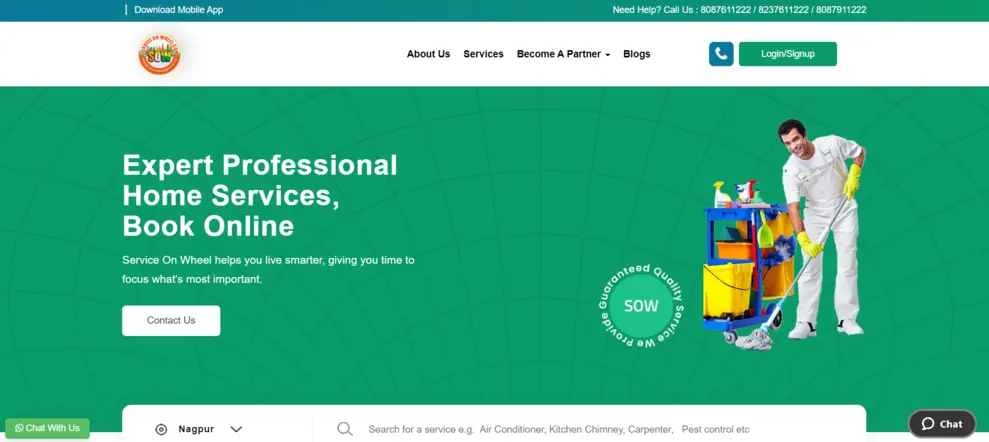 Download Mobile App
Need Help? Call Us : 8087611222 / 8237611222 / 8087911222
SOW
About Us
Services
Become A Partner
Blogs
Login/Signup
Expert Professional
Home Services,
Book Online
Service On Wheel helps you live smarter, giving you time to
focus what's most important.
Contact Us
We Provide Guaranteed Quality Service
SOW
Chat With Us
Nagpur
Search for a service e.g. Air Conditioner, Kitchen Chimney, Carpenter, Pest control etc
Chat